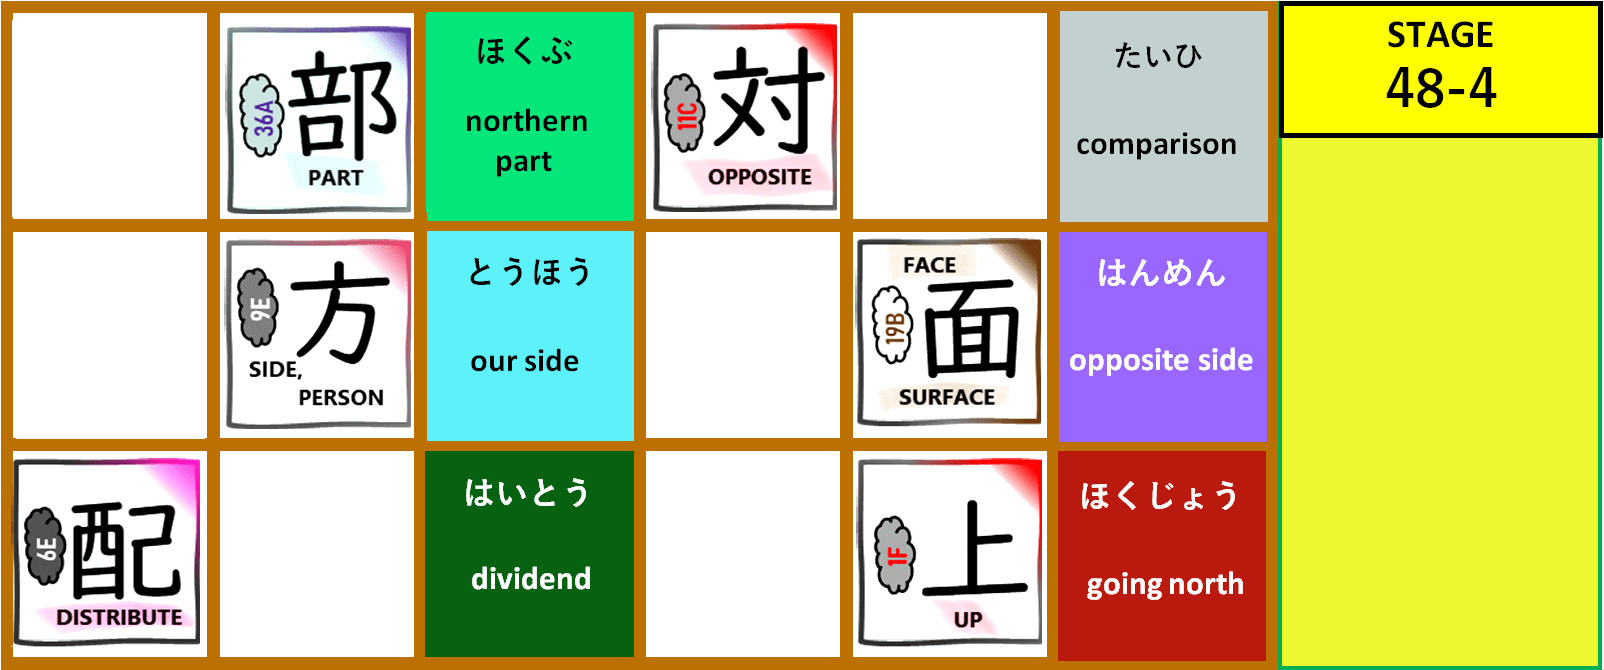 36A
部
PART
ほくぶ
northern
part
11C
対
OPPOSITE
たいひ
comparison
STAGE
48-4
9E
方
SIDE,
PERSON
とうほう
our side
FACE
19B
面
SURFACE
はんめん
opposite side
6E
配
DISTRIBUTE
はいとう
dividend
1F
上
UP
ほくじょう
going north